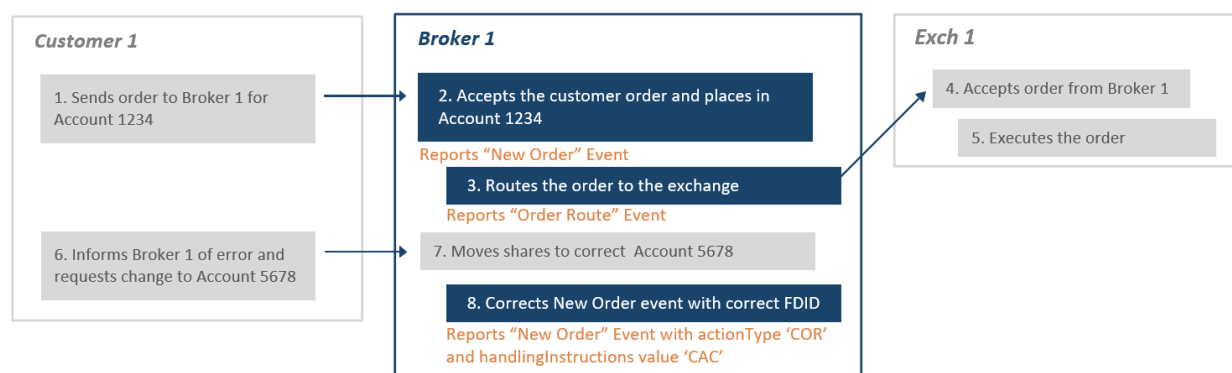 Customer 1
1. Sends order to Broker 1 for
Account 1234
6. Informs Broker 1 of error and
requests change to Account 5678
Broker 1
2. Accepts the customer order and places in
Account 1234
Reports “New Order” Event
3. Routes the order to the exchange
Reports “Order Route” Event
7. Moves shares to correct Account 5678
8. Corrects New Order event with correct FDID
Reports “New Order” Event with actionType ‘COR’
and handlingInstructions value ‘CAC’
Exch 1
4. Accepts order from Broker 1
5. Executes the order